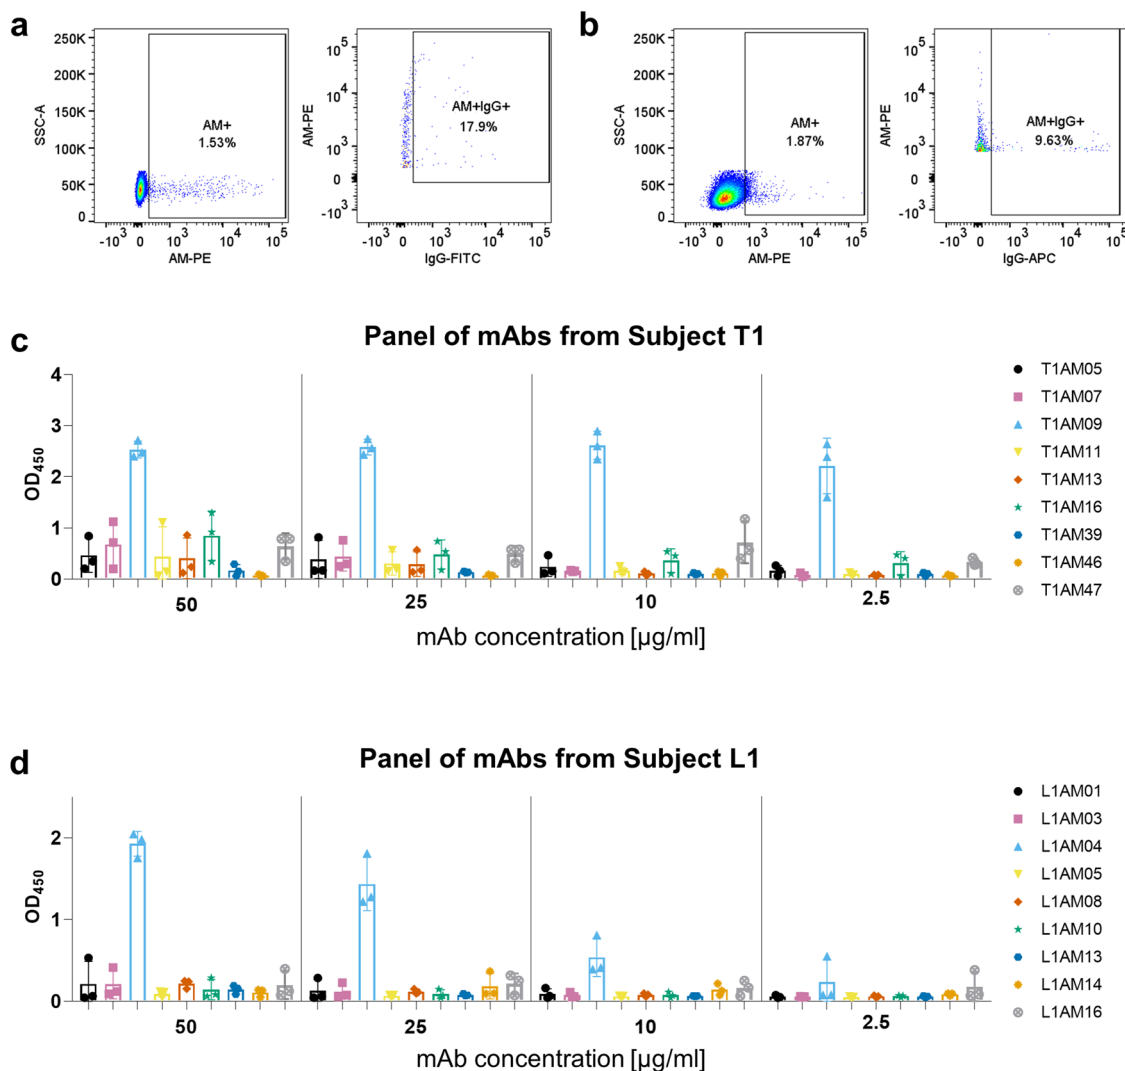 a
250K
200K
150K
100K
50K
0
SSC-A
AM+
1.53%
-10³ 0 10³ 10⁴ 10⁵
AM-PE
10⁵
10⁴
10³
0
-10³
AM-PE
AM+IgG+
17.9%
-10³ 0 10³ 10⁴ 10⁵
IgG-FITC
b
250K
200K
150K
100K
50K
0
SSC-A
AM+
1.87%
-10³ 0 10³ 10⁴ 10⁵
AM-PE
10⁵
10⁴
10³
0
-10³
AM-PE
AM+IgG+
9.63%
-10³ 0 10³ 10⁴ 10⁵
IgG-APC
c
Panel of mAbs from Subject T1
4
3
2
1
0
OD₄₅₀
50 25 10 2.5
mAb concentration [µg/ml]
T1AM05
T1AM07
T1AM09
T1AM11
T1AM13
T1AM16
T1AM39
T1AM46
T1AM47
d
Panel of mAbs from Subject L1
2
1
0
OD₄₅₀
50 25 10 2.5
mAb concentration [µg/ml]
L1AM01
L1AM03
L1AM04
L1AM05
L1AM08
L1AM10
L1AM13
L1AM14
L1AM16